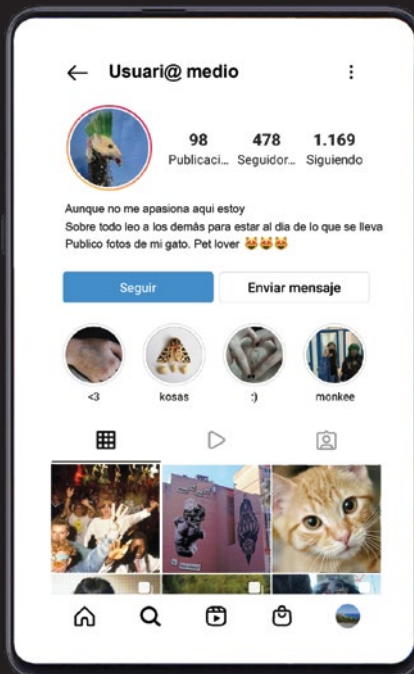 Usuari@ medio
98 478 1.169
Publicaci... Seguidor... Siguiendo
Aunque no me apasiona aqui estoy
Sobre todo leo a los demás para estar al dia de lo que se lleva
Publico fotos de mi gato. Pet lover 😻😻😻
Seguir Enviar mensaje
<3 kosas :) monkee